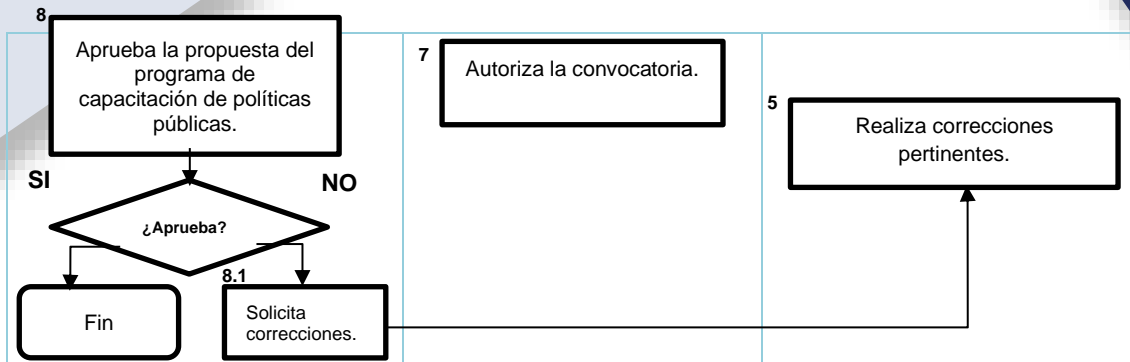 8
Aprueba la propuesta del
programa de
capacitación de políticas
públicas.
SI
NO
¿Aprueba?
Fin
8.1
Solicita
correcciones.
7
Autoriza la convocatoria.
5
Realiza correcciones
pertinentes.